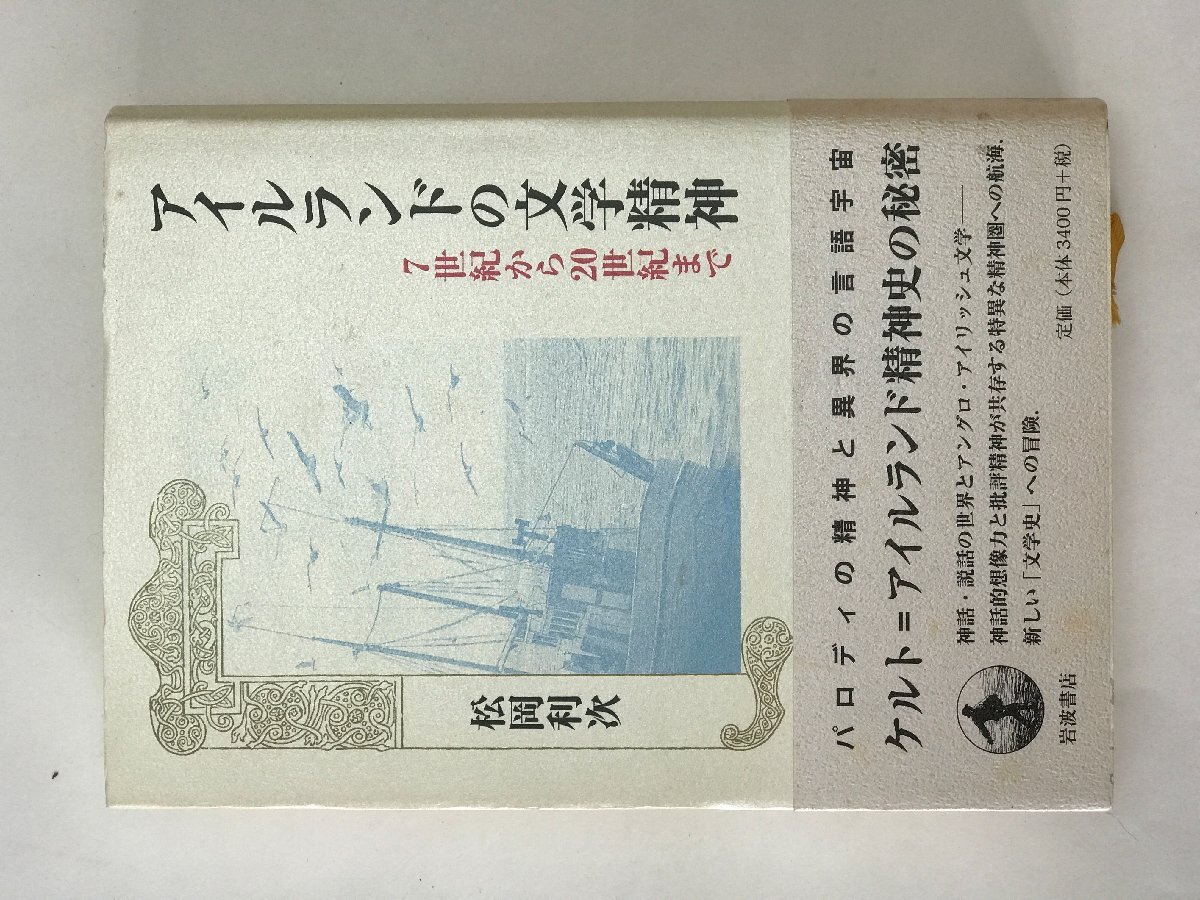 アイルランドの文学精神
7世紀から20世紀まで
松岡利次
パロディの精神と異界の言語宇宙
ケルト＝アイルランド精神史の秘密
神話・説話の世界とアングロ・アイリッシュ文学──
神話的想像力と批評精神が共存する特異な精神圏への航海.
新しい「文学史」への冒険.
岩波書店
定価（本体3400円＋税）